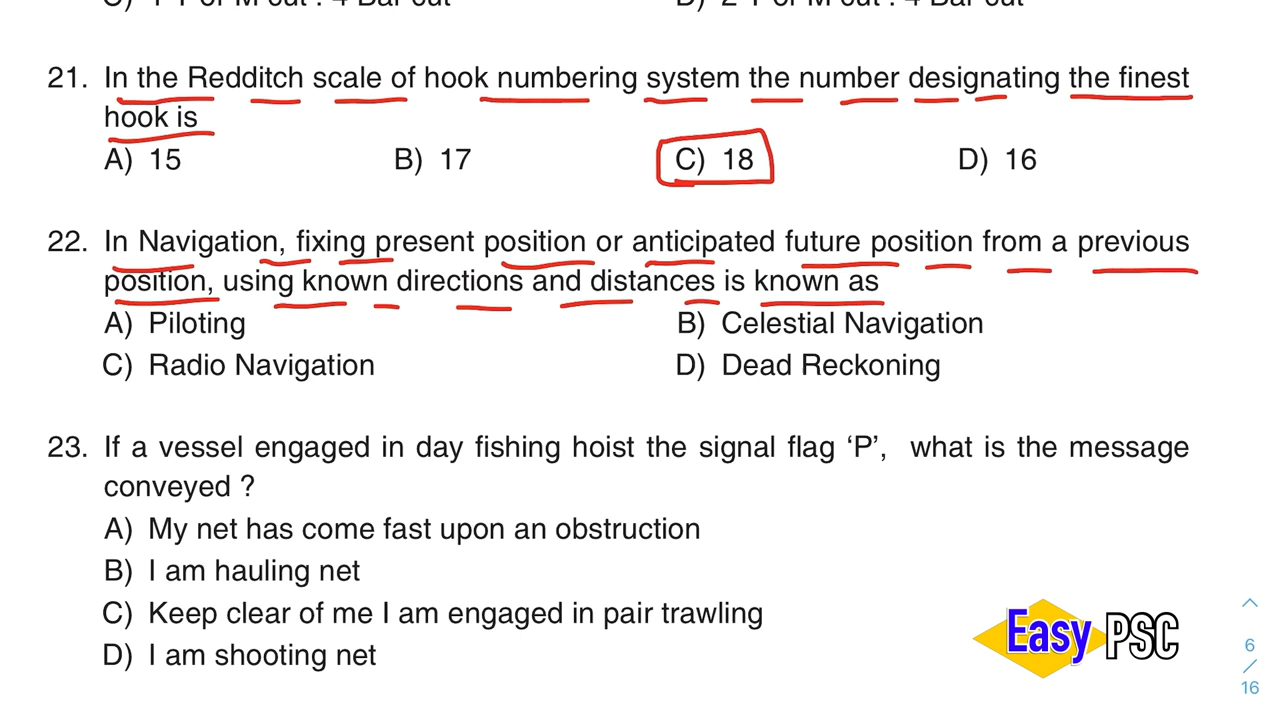 21. In the Redditch scale of hook numbering system the number designating the finest
hook is
A) 15 B) 17 C) 18 D) 16
22. In Navigation, fixing present position or anticipated future position from a previous
position, using known directions and distances is known as
A) Piloting B) Celestial Navigation
C) Radio Navigation D) Dead Reckoning
23. If a vessel engaged in day fishing hoist the signal flag ‘P’, what is the message
conveyed ?
A) My net has come fast upon an obstruction
B) I am hauling net
C) Keep clear of me I am engaged in pair trawling
D) I am shooting net
Easy PSC
6
/
16